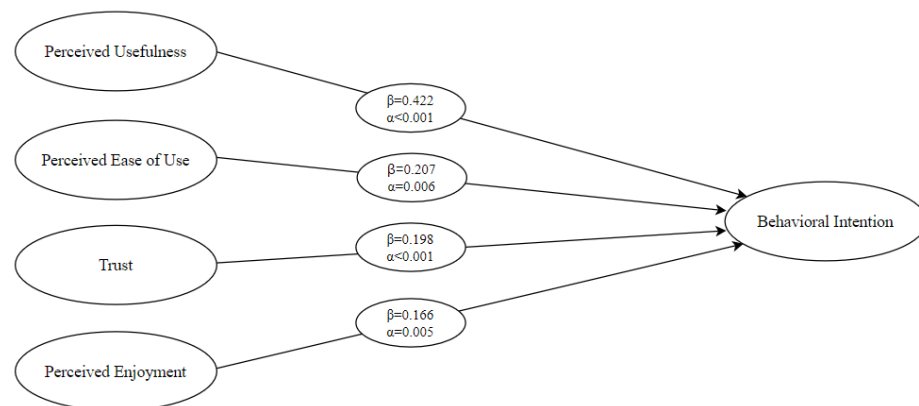 Perceived Usefulness
β=0.422
α<0.001
Perceived Ease of Use
β=0.207
α=0.006
Behavioral Intention
Trust
β=0.198
α<0.001
β=0.166
α=0.005
Perceived Enjoyment